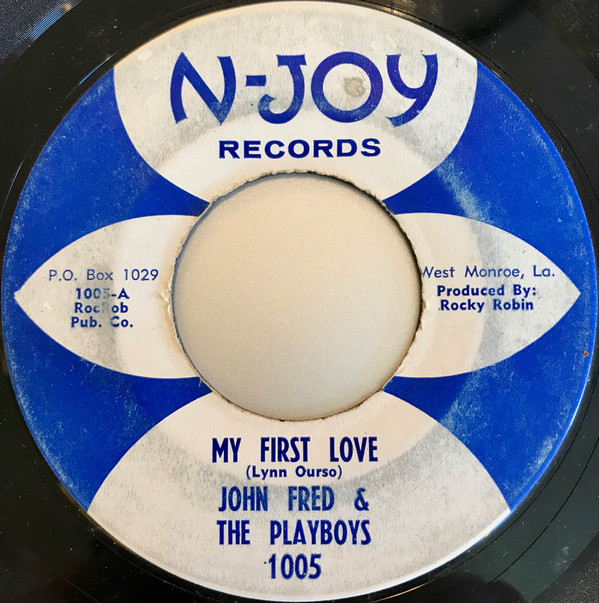 N-JOY
RECORDS
P.O. Box 1029
1005-A
RocRob
Pub. Co.
West Monroe, La.
Produced By:
Rocky Robin
MY FIRST LOVE
(Lynn Ourso)
JOHN FRED &
THE PLAYBOYS
1005